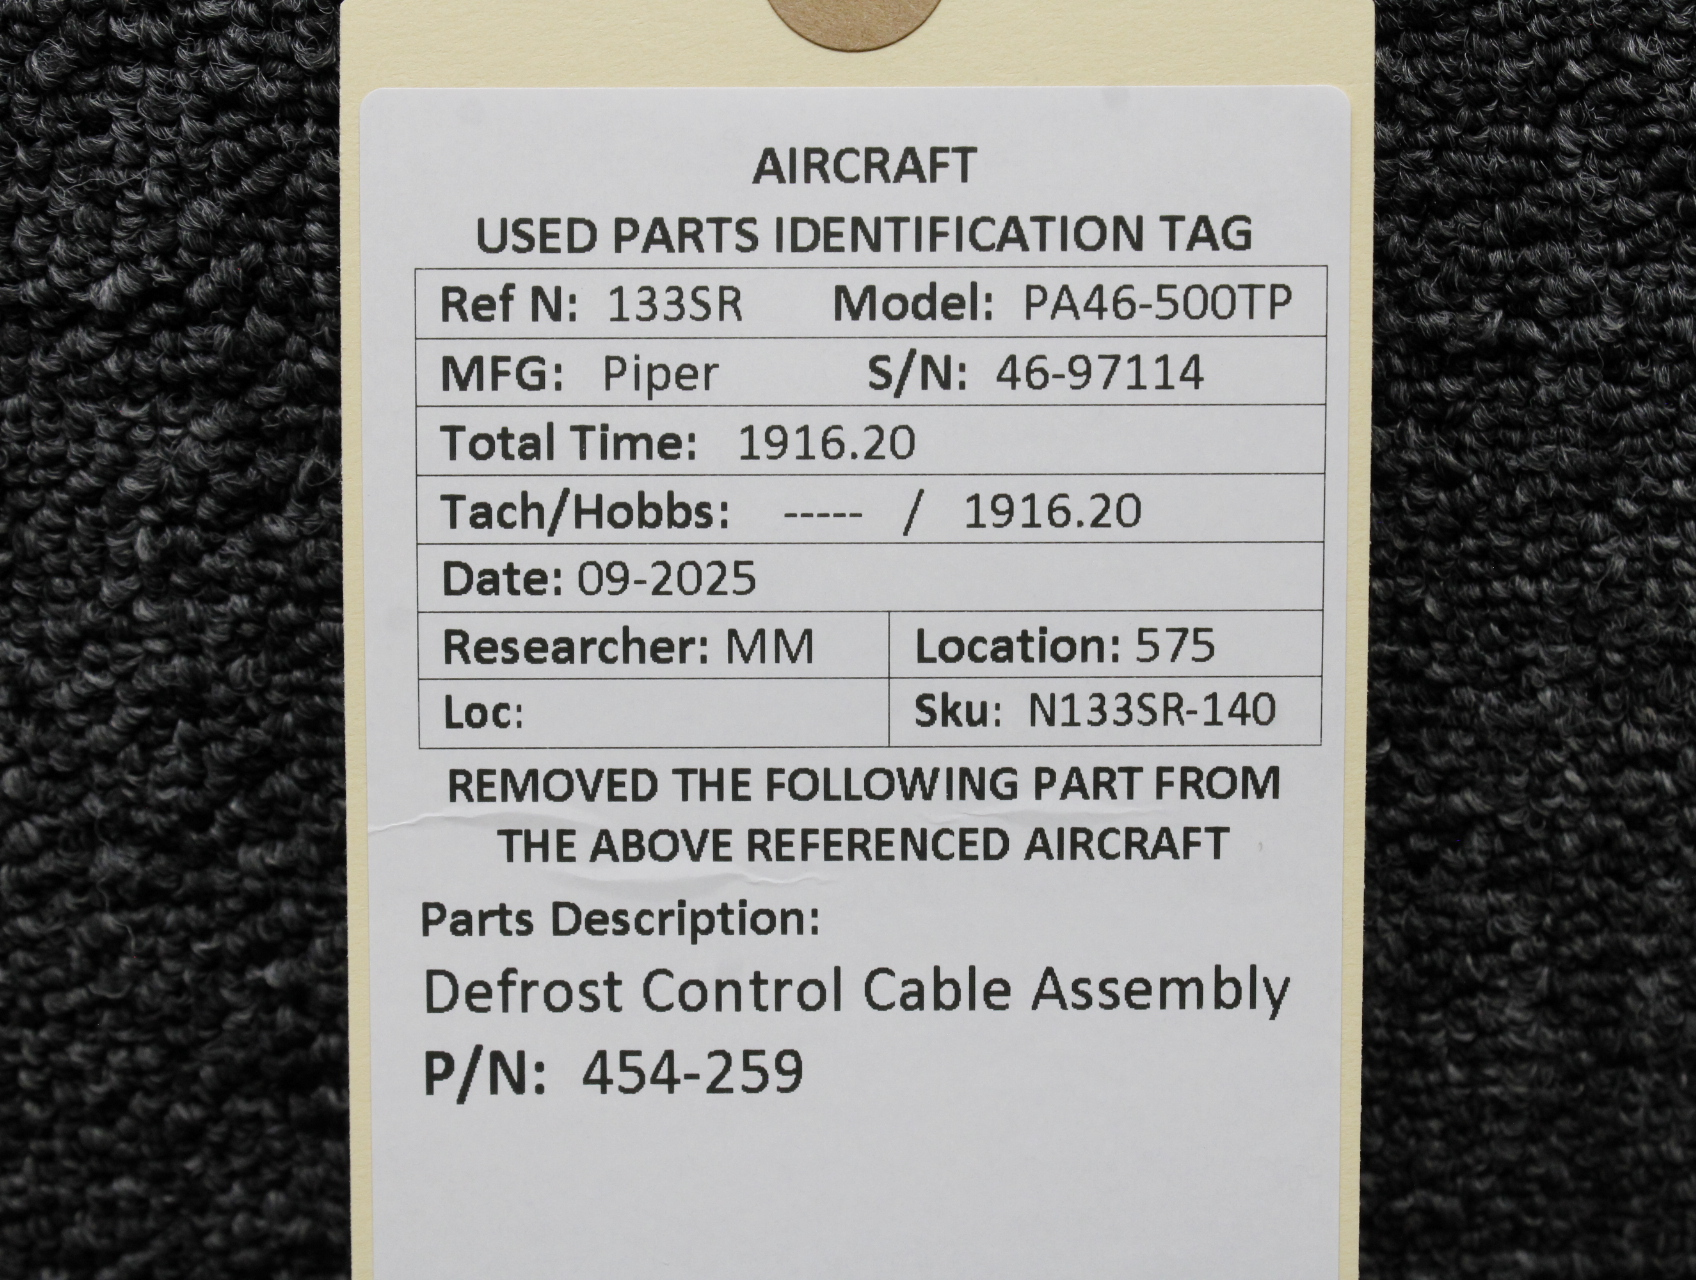 AIRCRAFT
USED PARTS IDENTIFICATION TAG
Ref N: 133SR Model: PA46-500TP
MFG: Piper S/N: 46-97114
Total Time: 1916.20
Tach/Hobbs: ----- / 1916.20
Date: 09-2025
Researcher: MM Location: 575
Loc: Sku: N133SR-140
REMOVED THE FOLLOWING PART FROM
THE ABOVE REFERENCED AIRCRAFT
Parts Description:
Defrost Control Cable Assembly
P/N: 454-259